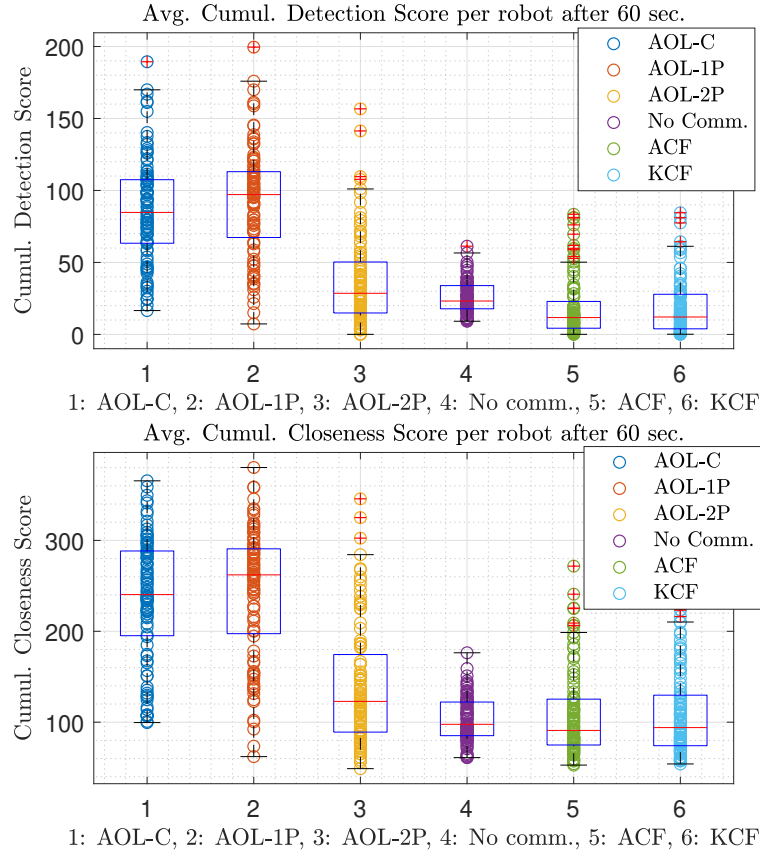 Avg. Cumul. Detection Score per robot after 60 sec.
Cumul. Detection Score
200
150
100
50
0
AOL-C
AOL-1P
AOL-2P
No Comm.
ACF
KCF
1 2 3 4 5 6
1: AOL-C, 2: AOL-1P, 3: AOL-2P, 4: No comm., 5: ACF, 6: KCF
Avg. Cumul. Closeness Score per robot after 60 sec.
Cumul. Closeness Score
300
200
100
AOL-C
AOL-1P
AOL-2P
No Comm.
ACF
KCF
1 2 3 4 5 6
1: AOL-C, 2: AOL-1P, 3: AOL-2P, 4: No comm., 5: ACF, 6: KCF